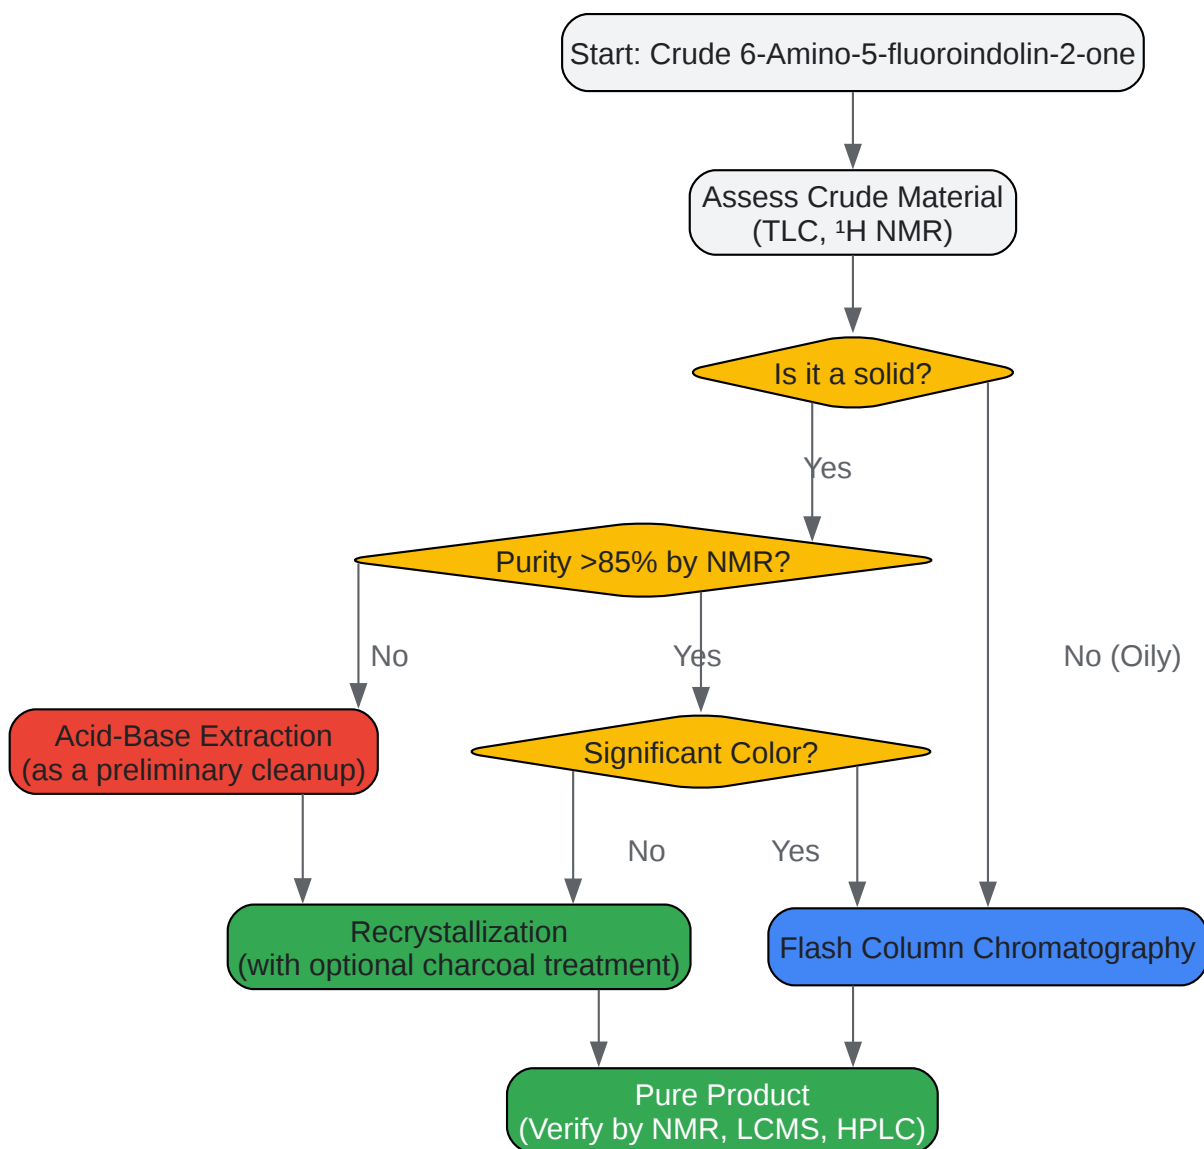 Start: Crude 6-Amino-5-fluoroindolin-2-one
Assess Crude Material
(TLC, ¹H NMR)
Is it a solid?
Yes
Purity >85% by NMR?
No
Yes
No (Oily)
Acid-Base Extraction
(as a preliminary cleanup)
Significant Color?
No
Yes
Recrystallization
(with optional charcoal treatment)
Flash Column Chromatography
Pure Product
(Verify by NMR, LCMS, HPLC)